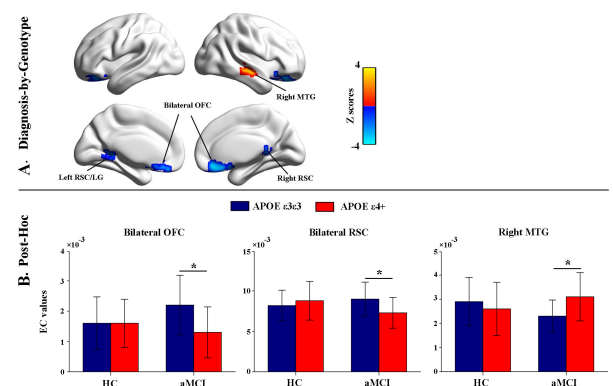 A. Diagnosis-by-Genotype
Right MTG
Bilateral OFC
Left RSC/LG
Right RSC
4
Z scores
-4
APOE ε3ε3
APOE ε4+
B. Post-Hoc
Bilateral OFC
×10⁻³
EC values
4
3
2
1
0
*
HC
aMCI
Bilateral RSC
×10⁻³
15
10
5
0
*
HC
aMCI
Right MTG
×10⁻³
5
4
3
2
1
0
*
HC
aMCI